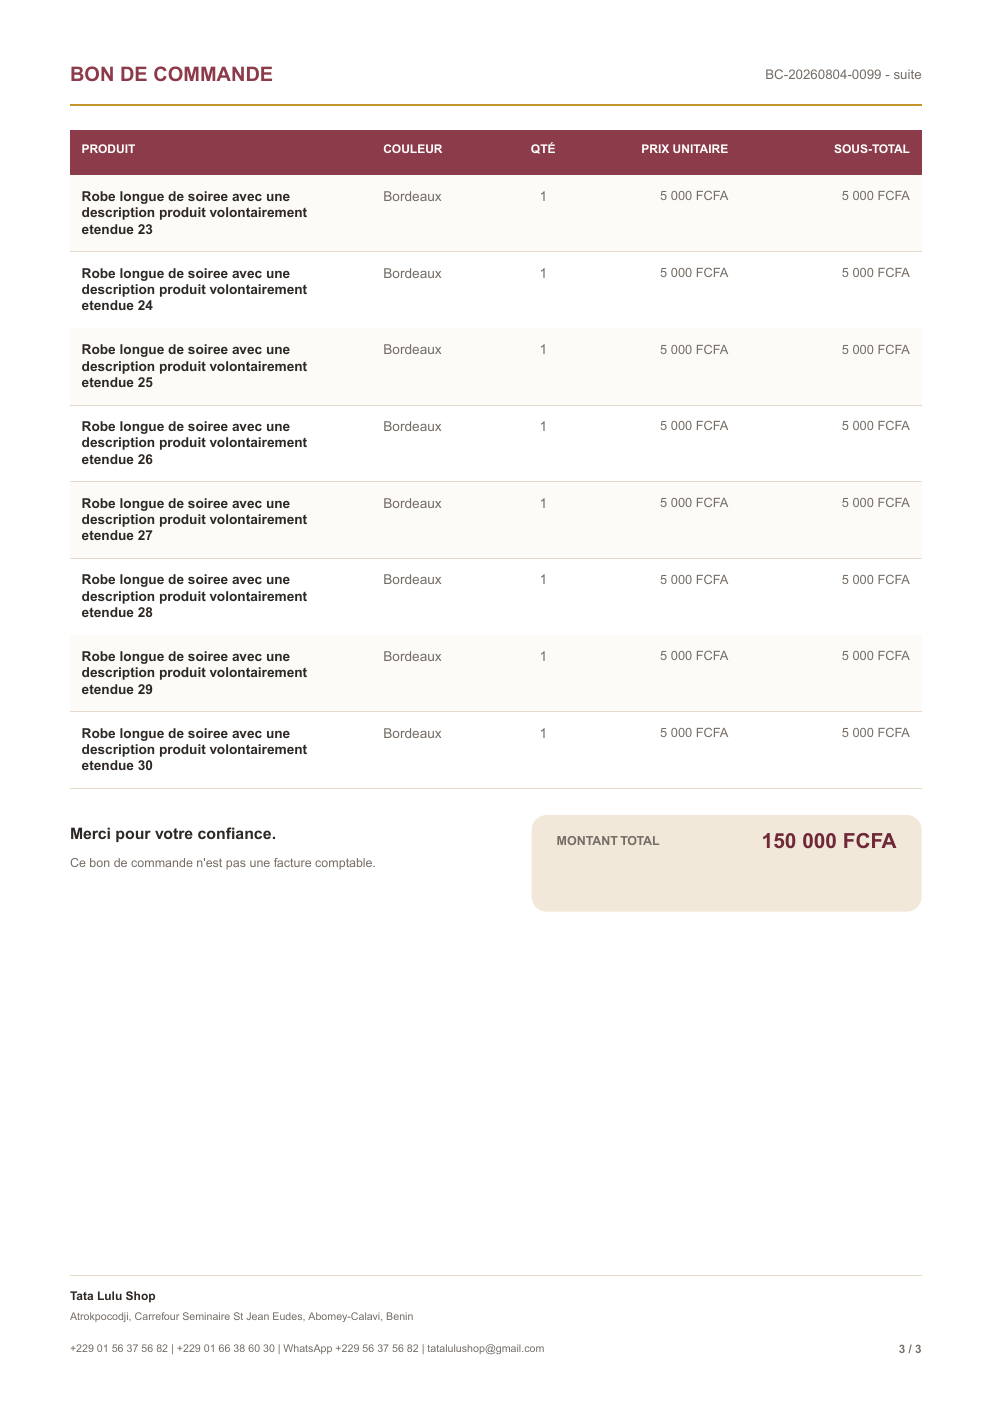 BON DE COMMANDE
BC-20260804-0099 - suite
PRODUIT COULEUR QTÉ PRIX UNITAIRE SOUS-TOTAL
Robe longue de soiree avec une Bordeaux 1 5 000 FCFA 5 000 FCFA
description produit volontairement
etendue 23
Robe longue de soiree avec une Bordeaux 1 5 000 FCFA 5 000 FCFA
description produit volontairement
etendue 24
Robe longue de soiree avec une Bordeaux 1 5 000 FCFA 5 000 FCFA
description produit volontairement
etendue 25
Robe longue de soiree avec une Bordeaux 1 5 000 FCFA 5 000 FCFA
description produit volontairement
etendue 26
Robe longue de soiree avec une Bordeaux 1 5 000 FCFA 5 000 FCFA
description produit volontairement
etendue 27
Robe longue de soiree avec une Bordeaux 1 5 000 FCFA 5 000 FCFA
description produit volontairement
etendue 28
Robe longue de soiree avec une Bordeaux 1 5 000 FCFA 5 000 FCFA
description produit volontairement
etendue 29
Robe longue de soiree avec une Bordeaux 1 5 000 FCFA 5 000 FCFA
description produit volontairement
etendue 30
Merci pour votre confiance.
Ce bon de commande n'est pas une facture comptable.
MONTANT TOTAL 150 000 FCFA
Tata Lulu Shop
Atrokpocodji, Carrefour Seminaire St Jean Eudes, Abomey-Calavi, Benin
+229 01 56 37 56 82 | +229 01 66 38 60 30 | WhatsApp +229 56 37 56 82 | tatalulushop@gmail.com
3 / 3